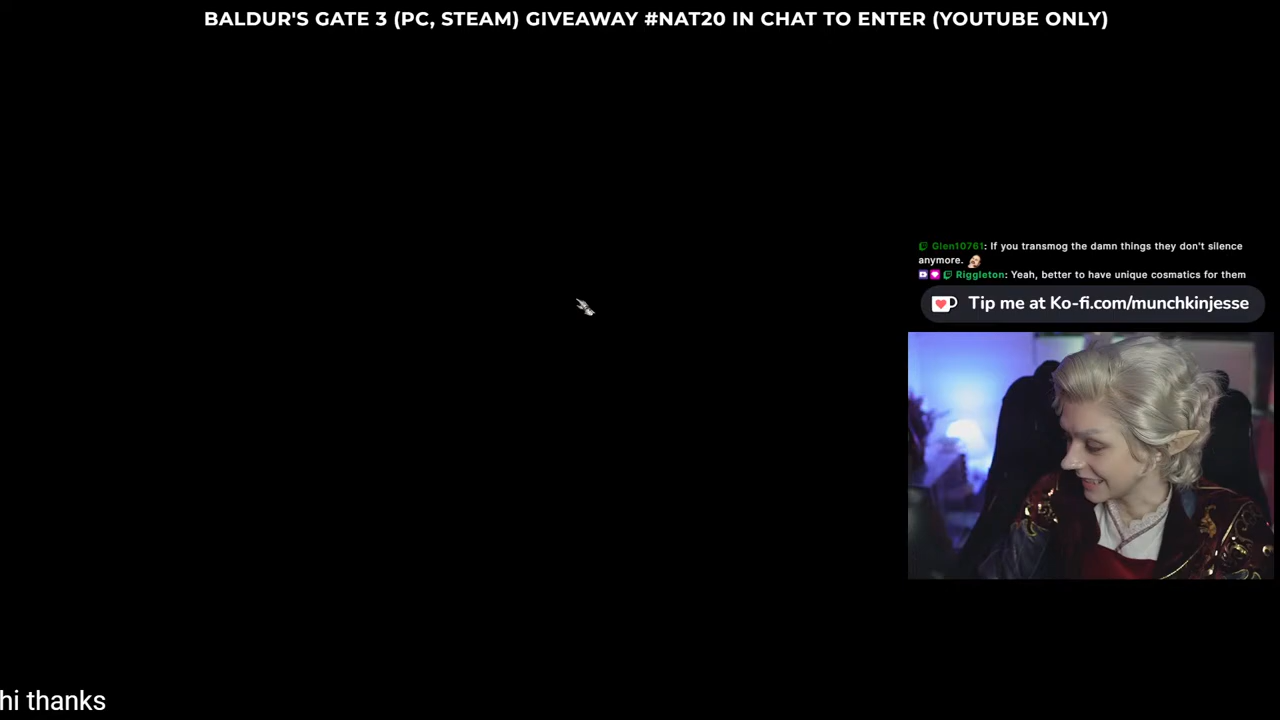 BALDUR'S GATE 3 (PC, STEAM) GIVEAWAY #NAT20 IN CHAT TO ENTER (YOUTUBE ONLY)
Glen10761: If you transmog the damn things they don't silence
anymore.
Riggleton: Yeah, better to have unique cosmatics for them
Tip me at Ko-fi.com/munchkinjesse
hi thanks